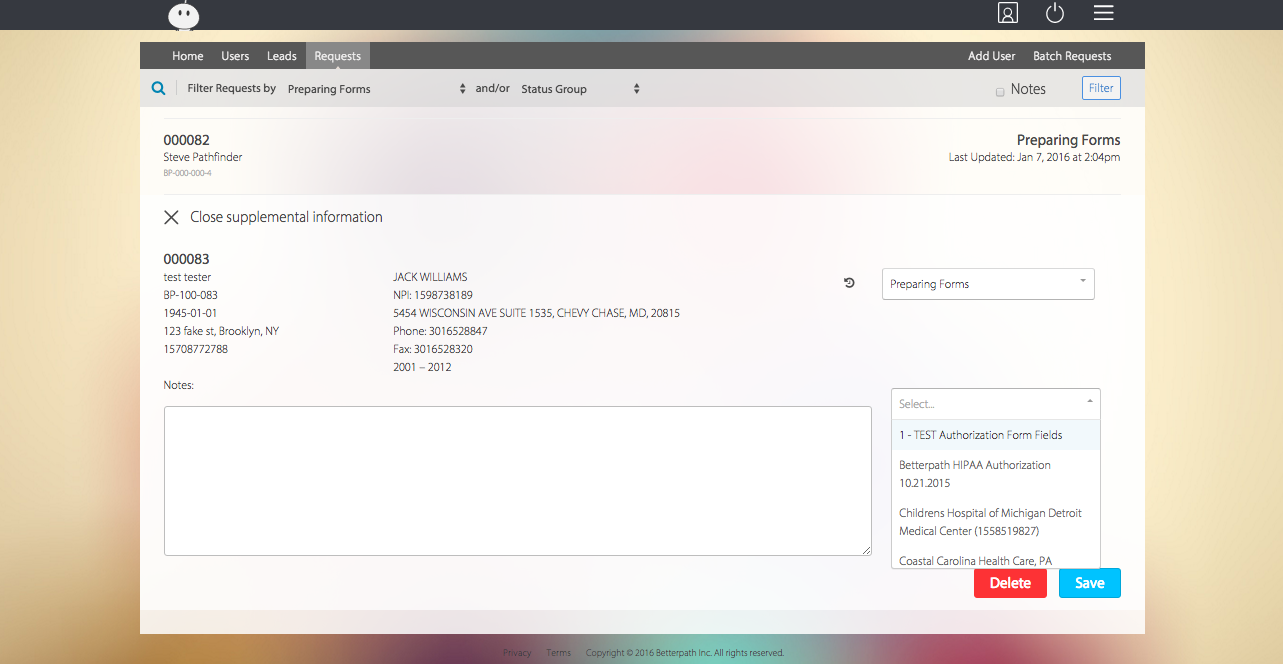 Home Users Leads Requests Add User Batch Requests
Filter Requests by Preparing Forms and/or Status Group Notes Filter
000082 Preparing Forms
Steve Pathfinder Last Updated: Jan 7, 2016 at 2:04pm
BP-000-000-4
Close supplemental information
000083
test tester JACK WILLIAMS
Preparing Forms
BP-100-083 NPI: 1598738189
1945-01-01 5454 WISCONSIN AVE SUITE 1535, CHEVY CHASE, MD, 20815
123 fake st, Brooklyn, NY Phone: 3016528847
15708772788 Fax: 3016528320
2001 – 2012
Notes:
Select...
1 - TEST Authorization Form Fields
Betterpath HIPAA Authorization
10.21.2015
Childrens Hospital of Michigan Detroit
Medical Center (1558519827)
Coastal Carolina Health Care, PA
Delete Save
Privacy Terms Copyright © 2016 Betterpath Inc. All rights reserved.